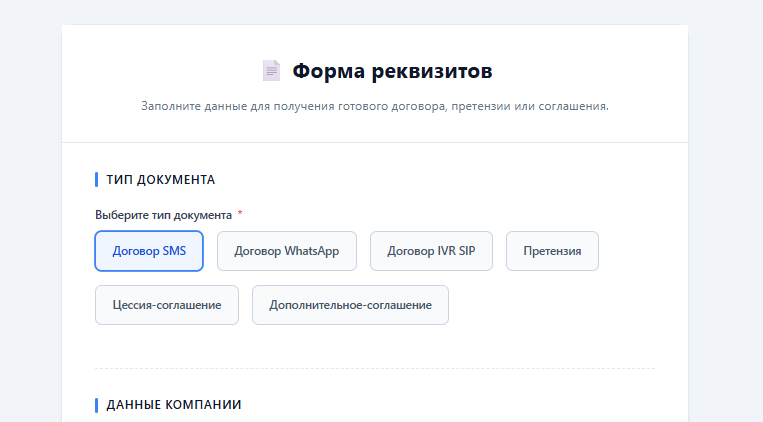 Форма реквизитов
Заполните данные для получения готового договора, претензии или соглашения.
ТИП ДОКУМЕНТА
Выберите тип документа *
Договор SMS
Договор WhatsApp
Договор IVR SIP
Претензия
Цессия-соглашение
Дополнительное-соглашение
ДАННЫЕ КОМПАНИИ